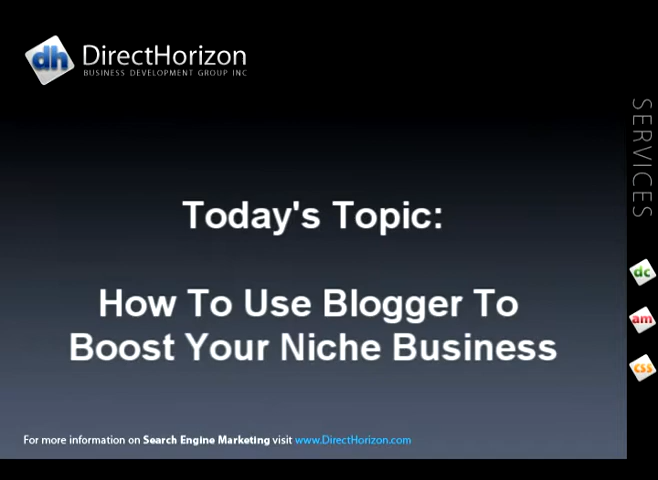 dh DirectHorizon
BUSINESS DEVELOPMENT GROUP INC
SERVICES
Today's Topic:
How To Use Blogger To
Boost Your Niche Business
dc
am
css
For more information on Search Engine Marketing visit www.DirectHorizon.com